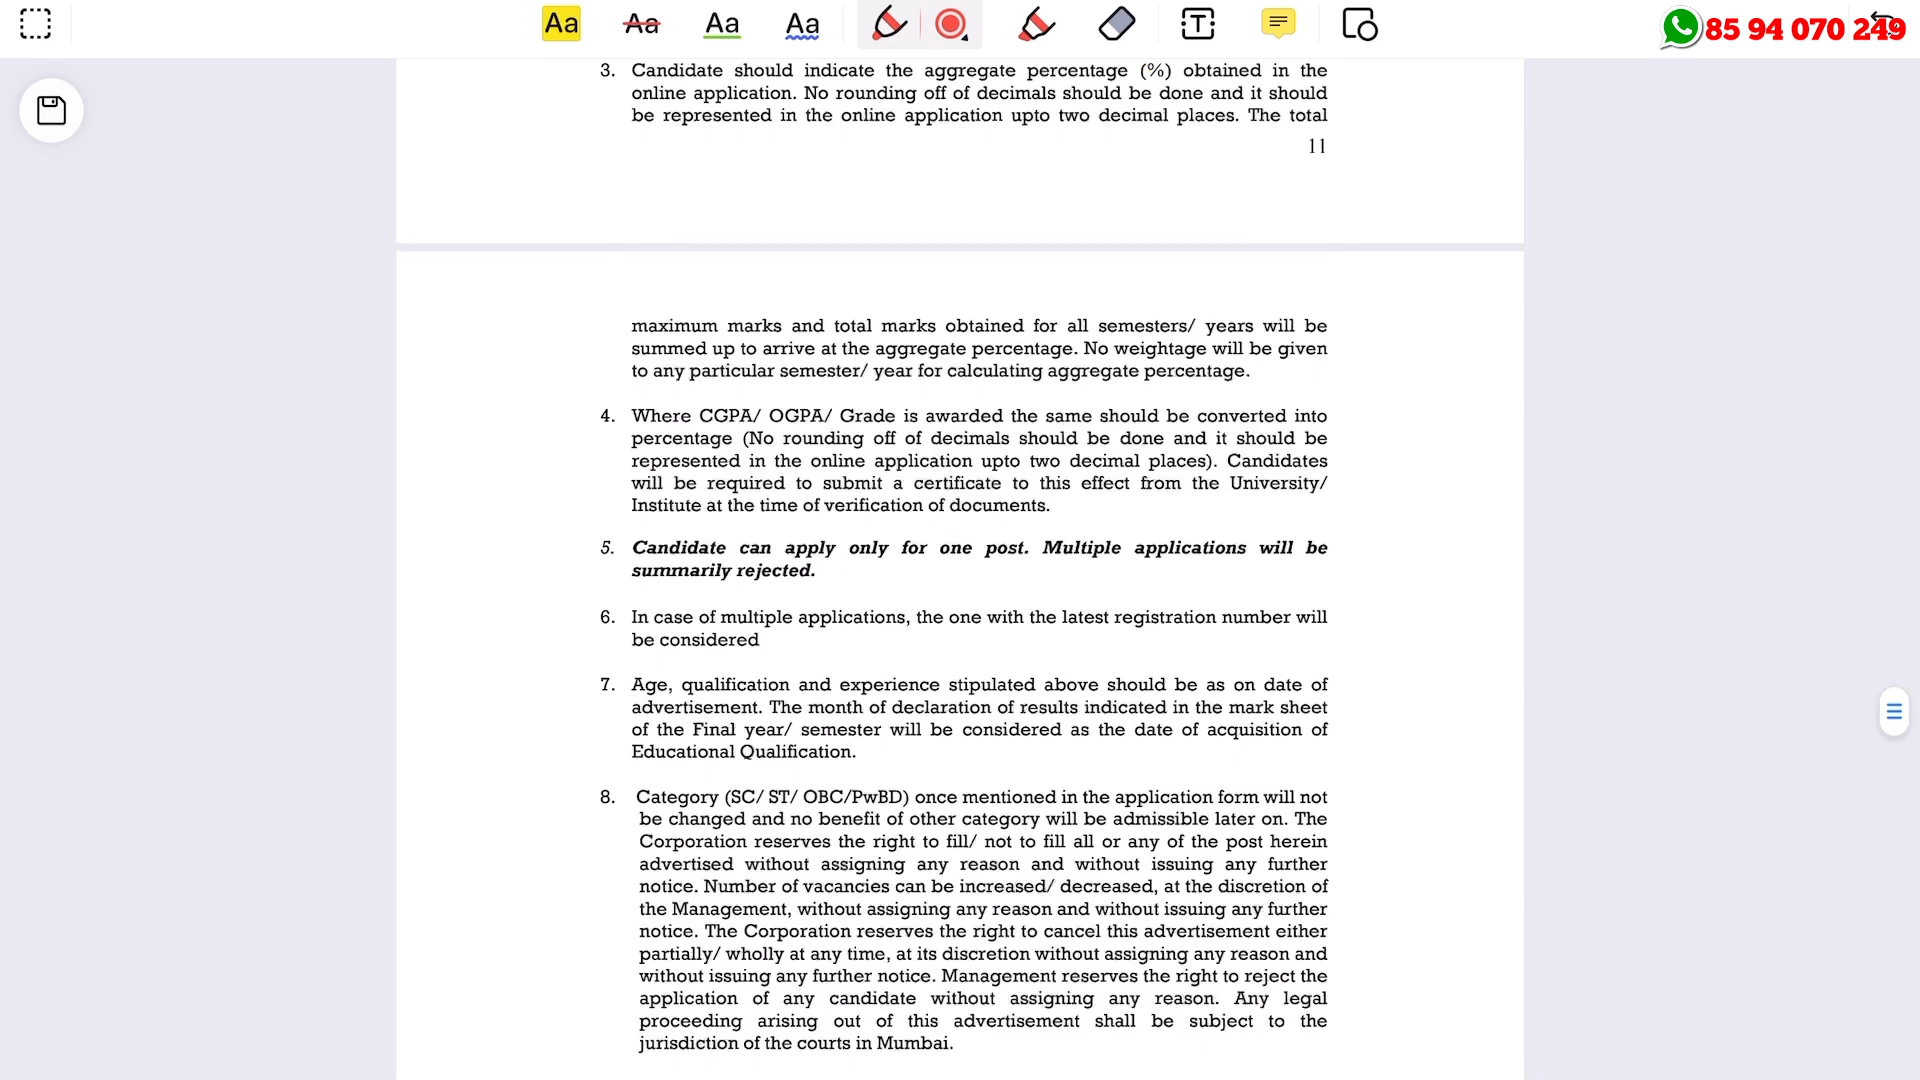 Aa Aa Aa Aa T
85 94 070 249
3. Candidate should indicate the aggregate percentage (%) obtained in the
online application. No rounding off of decimals should be done and it should
be represented in the online application upto two decimal places. The total
11
maximum marks and total marks obtained for all semesters/ years will be
summed up to arrive at the aggregate percentage. No weightage will be given
to any particular semester/ year for calculating aggregate percentage.
4. Where CGPA/ OGPA/ Grade is awarded the same should be converted into
percentage (No rounding off of decimals should be done and it should be
represented in the online application upto two decimal places). Candidates
will be required to submit a certificate to this effect from the University/
Institute at the time of verification of documents.
5. Candidate can apply only for one post. Multiple applications will be
summarily rejected.
6. In case of multiple applications, the one with the latest registration number will
be considered
7. Age, qualification and experience stipulated above should be as on date of
advertisement. The month of declaration of results indicated in the mark sheet
of the Final year/ semester will be considered as the date of acquisition of
Educational Qualification.
8. Category (SC/ ST/ OBC/PwBD) once mentioned in the application form will not
be changed and no benefit of other category will be admissible later on. The
Corporation reserves the right to fill/ not to fill all or any of the post herein
advertised without assigning any reason and without issuing any further
notice. Number of vacancies can be increased/ decreased, at the discretion of
the Management, without assigning any reason and without issuing any further
notice. The Corporation reserves the right to cancel this advertisement either
partially/ wholly at any time, at its discretion without assigning any reason and
without issuing any further notice. Management reserves the right to reject the
application of any candidate without assigning any reason. Any legal
proceeding arising out of this advertisement shall be subject to the
jurisdiction of the courts in Mumbai.